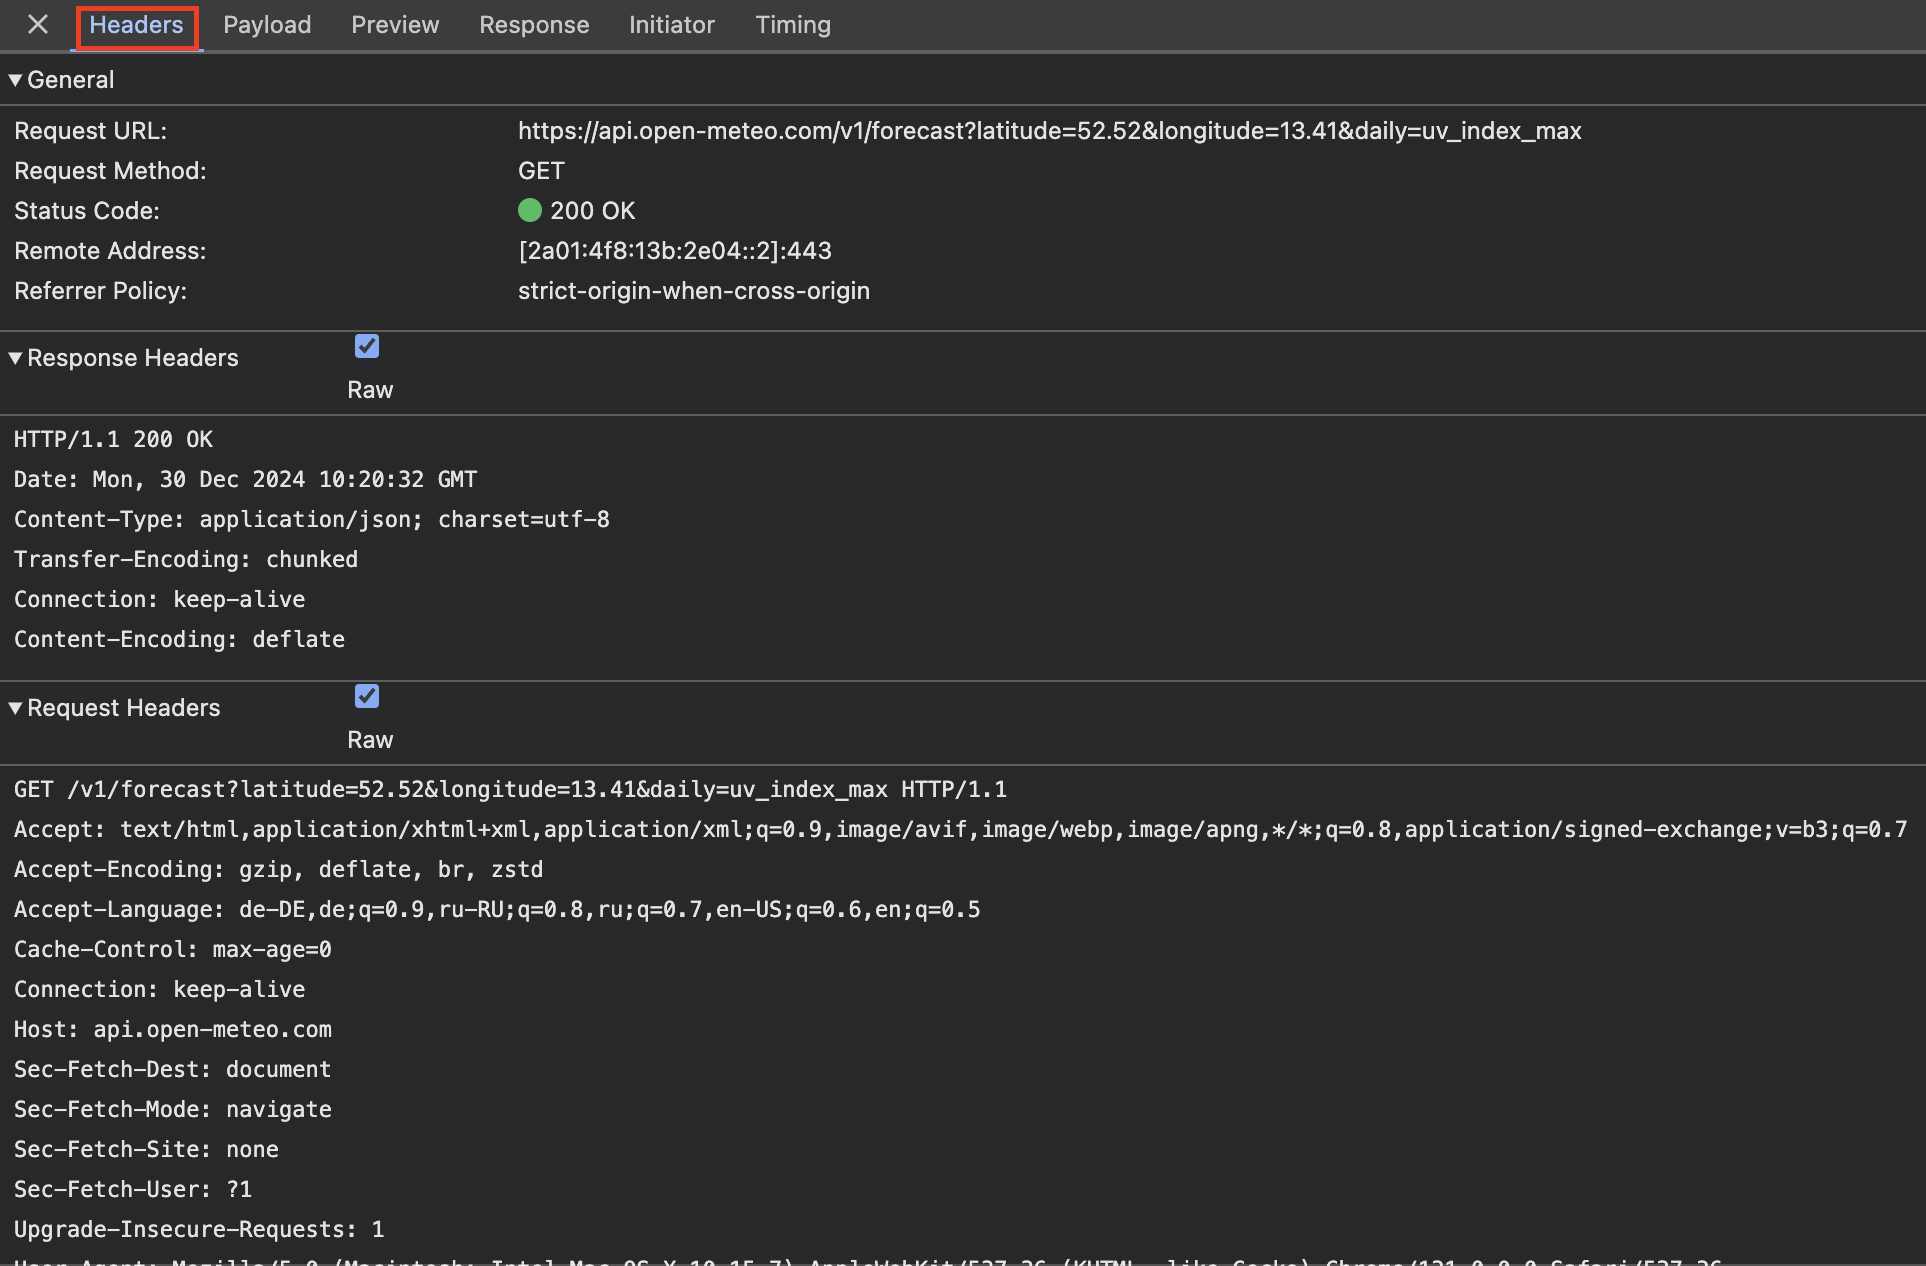 Headers Payload Preview Response Initiator Timing
General
Request URL: https://api.open-meteo.com/v1/forecast?latitude=52.52&longitude=13.41&daily=uv_index_max
Request Method: GET
Status Code: 200 OK
Remote Address: [2a01:4f8:13b:2e04::2]:443
Referrer Policy: strict-origin-when-cross-origin
Response Headers
Raw
HTTP/1.1 200 OK
Date: Mon, 30 Dec 2024 10:20:32 GMT
Content-Type: application/json; charset=utf-8
Transfer-Encoding: chunked
Connection: keep-alive
Content-Encoding: deflate
Request Headers
Raw
GET /v1/forecast?latitude=52.52&longitude=13.41&daily=uv_index_max HTTP/1.1
Accept: text/html,application/xhtml+xml,application/xml;q=0.9,image/avif,image/webp,image/apng,*/*;q=0.8,application/signed-exchange;v=b3;q=0.7
Accept-Encoding: gzip, deflate, br, zstd
Accept-Language: de-DE,de;q=0.9,ru-RU;q=0.8,ru;q=0.7,en-US;q=0.6,en;q=0.5
Cache-Control: max-age=0
Connection: keep-alive
Host: api.open-meteo.com
Sec-Fetch-Dest: document
Sec-Fetch-Mode: navigate
Sec-Fetch-Site: none
Sec-Fetch-User: ?1
Upgrade-Insecure-Requests: 1